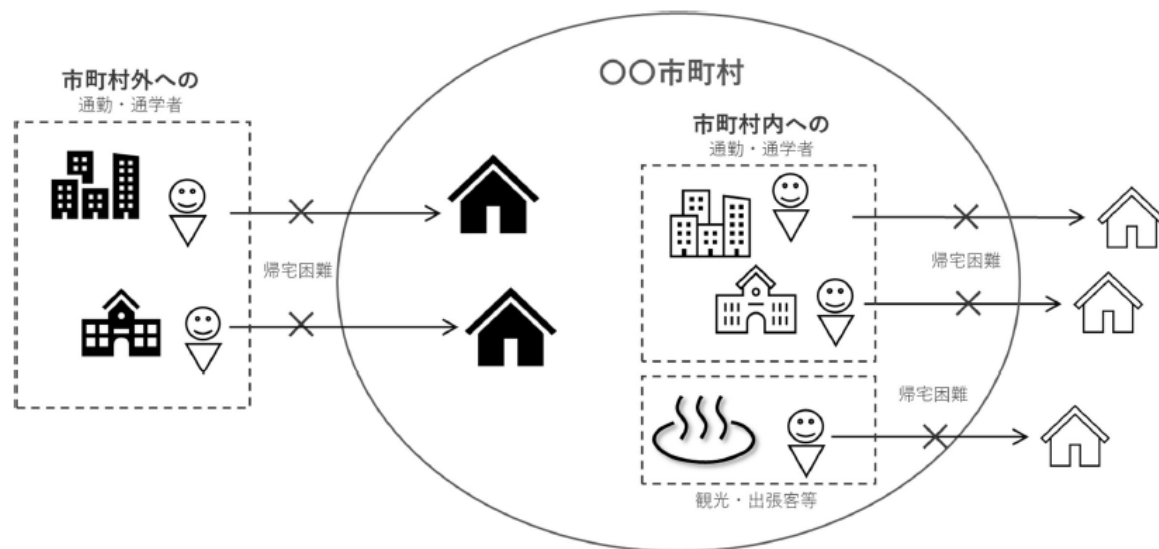 〇〇市町村
市町村外への
通勤・通学者
帰宅困難
市町村内への
通勤・通学者
帰宅困難
帰宅困難
観光・出張客等